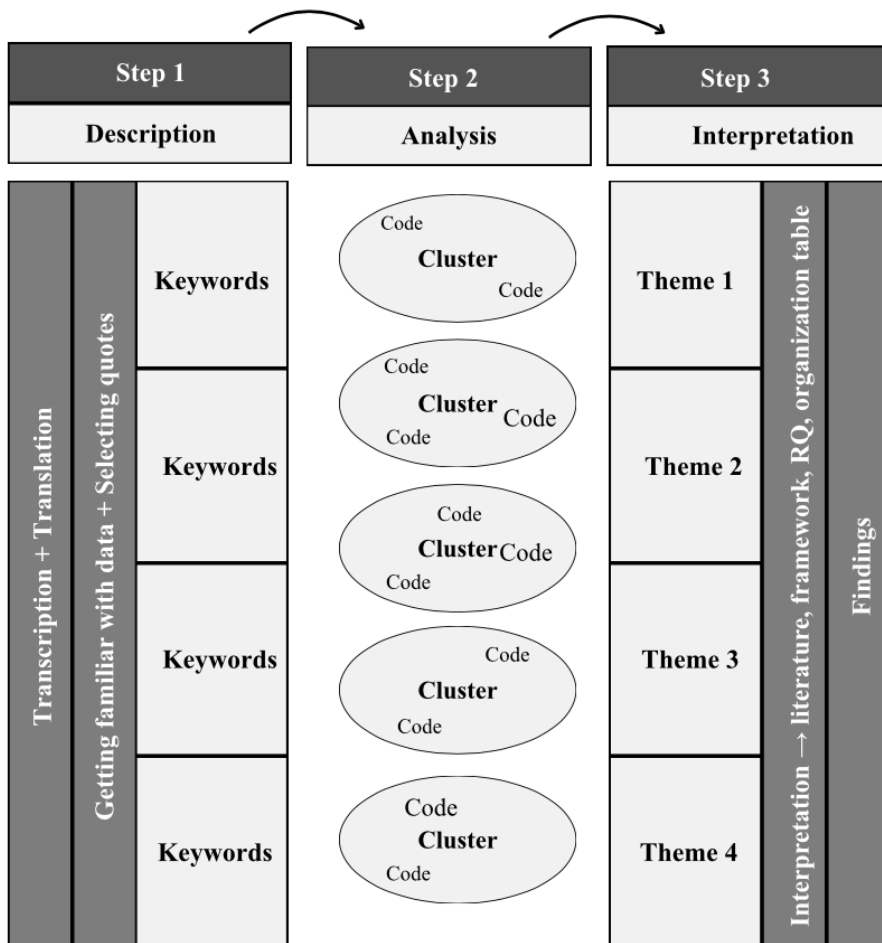 Step 1
Step 2
Step 3
Description
Analysis
Interpretation
Transcription + Translation
Getting familiar with data + Selecting quotes
Keywords
Keywords
Keywords
Keywords
Code
Cluster
Code
Code
Cluster
Code
Code
Code
Cluster
Code
Code
Code
Cluster
Code
Code
Cluster
Code
Theme 1
Theme 2
Theme 3
Theme 4
Interpretation → literature, framework, RQ, organization table
Findings